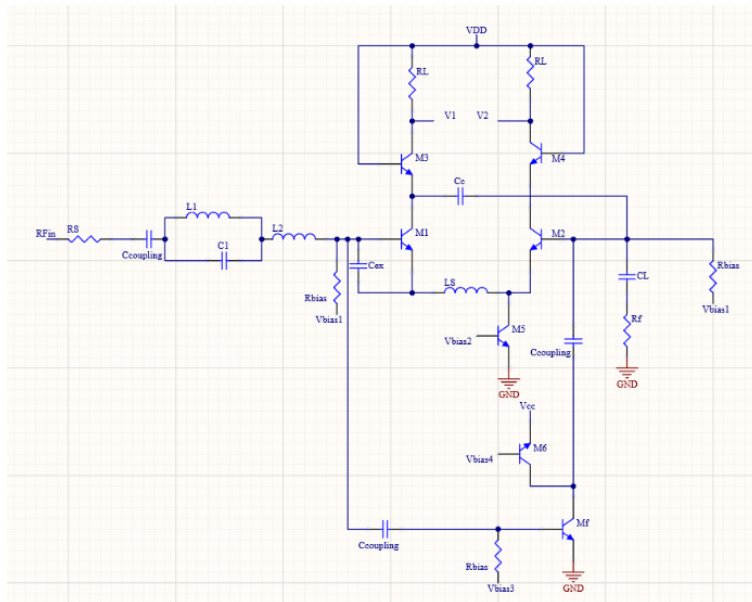 VDD
RL
RL
V1
V2
M3
M4
Cc
L1
RFin
RS
L2
M1
M2
Ccoupling
C1
Cex
LS
CL
Rbias
Rbias
Vbias1
Vbias1
Vbias2
M5
Rf
Ccoupling
GND
GND
Vcc
M6
Vbias4
Mf
Ccoupling
Rbias
Vbias3
GND